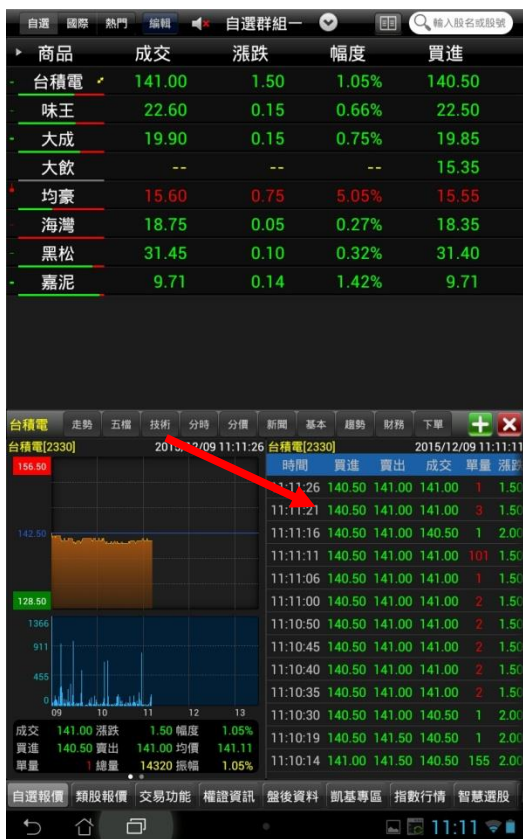 自選 國際 熱門 編輯 自選群組一 輸入股名或股號
商品 成交 漲跌 幅度 買進
台積電 141.00 1.50 1.05% 140.50
味王 22.60 0.15 0.66% 22.50
大成 19.90 0.15 0.75% 19.85
大飲 -- -- -- 15.35
均豪 15.60 0.75 5.05% 15.55
海灣 18.75 0.05 0.27% 18.35
黑松 31.45 0.10 0.32% 31.40
嘉泥 9.71 0.14 1.42% 9.71
台積電 走勢 五檔 技術 分時 分價 新聞 基本 趨勢 財務 下單
台積電[2330] 2015/12/09 11:11:26
156.50
142.50
128.50
1366
911
455
0
09 10 11 12 13
成交 141.00 漲跌 1.50 幅度 1.05%
買進 140.50 賣出 141.00 均價 141.11
單量 1 總量 14320 振幅 1.05%
台積電[2330] 2015/12/09 11:11:11
時間 買進 賣出 成交 單量 漲跌
11:11:26 140.50 141.00 141.00 1 1.50
11:11:21 140.50 141.00 141.00 3 1.50
11:11:16 140.50 141.00 140.50 1 2.00
11:11:11 140.50 141.00 141.00 101 1.50
11:11:06 140.50 141.00 141.00 1 1.50
11:11:00 140.50 141.00 141.00 2 1.50
11:10:50 140.50 141.00 141.00 2 1.50
11:10:45 140.50 141.00 141.00 2 1.50
11:10:40 140.50 141.00 141.00 2 1.50
11:10:35 140.50 141.00 141.00 2 1.50
11:10:30 140.50 141.00 140.50 1 2.00
11:10:19 140.50 141.50 140.50 1 2.00
11:10:14 141.00 141.50 140.50 155 2.00
自選報價 類股報價 交易功能 權證資訊 盤後資料 凱基專區 指數行情 智慧選股
11:11